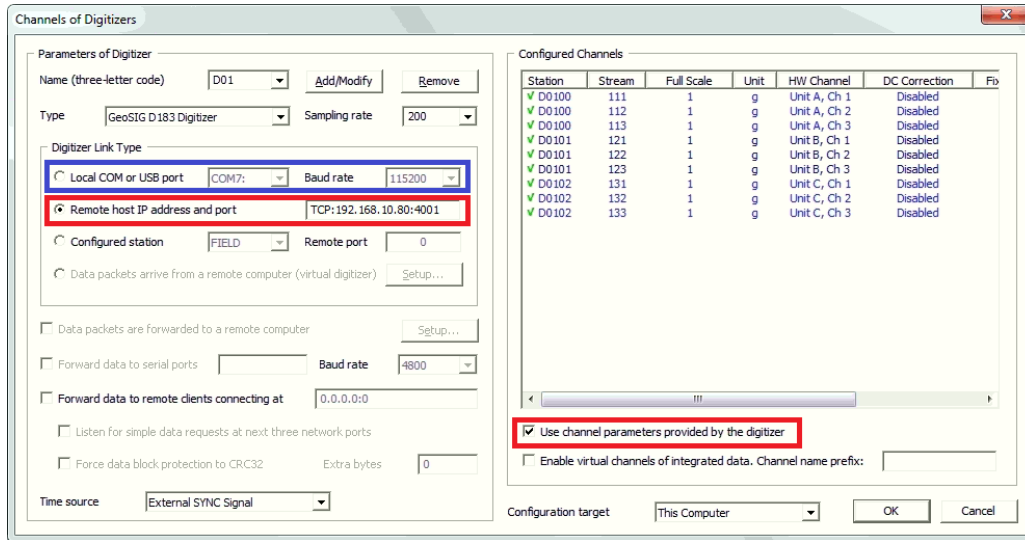 Channels of Digitizers
Parameters of Digitizer
Name (three-letter code) D01 Add/Modify Remove
Type GeoSIG D183 Digitizer Sampling rate 200
Digitizer Link Type
Local COM or USB port COM7: Baud rate 115200
Remote host IP address and port TCP:192.168.10.80:4001
Configured station FIELD Remote port 0
Data packets arrive from a remote computer (virtual digitizer) Setup...
Data packets are forwarded to a remote computer Setup...
Forward data to serial ports Baud rate 4800
Forward data to remote clients connecting at 0.0.0.0:0
Listen for simple data requests at next three network ports
Force data block protection to CRC32 Extra bytes 0
Time source External SYNC Signal
Configured Channels
Station Stream Full Scale Unit HW Channel DC Correction Fix
D0100 111 1 g Unit A, Ch 1 Disabled
D0100 112 1 g Unit A, Ch 2 Disabled
D0100 113 1 g Unit A, Ch 3 Disabled
D0101 121 1 g Unit B, Ch 1 Disabled
D0101 122 1 g Unit B, Ch 2 Disabled
D0101 123 1 g Unit B, Ch 3 Disabled
D0102 131 1 g Unit C, Ch 1 Disabled
D0102 132 1 g Unit C, Ch 2 Disabled
D0102 133 1 g Unit C, Ch 3 Disabled
Use channel parameters provided by the digitizer
Enable virtual channels of integrated data. Channel name prefix:
Configuration target This Computer OK Cancel